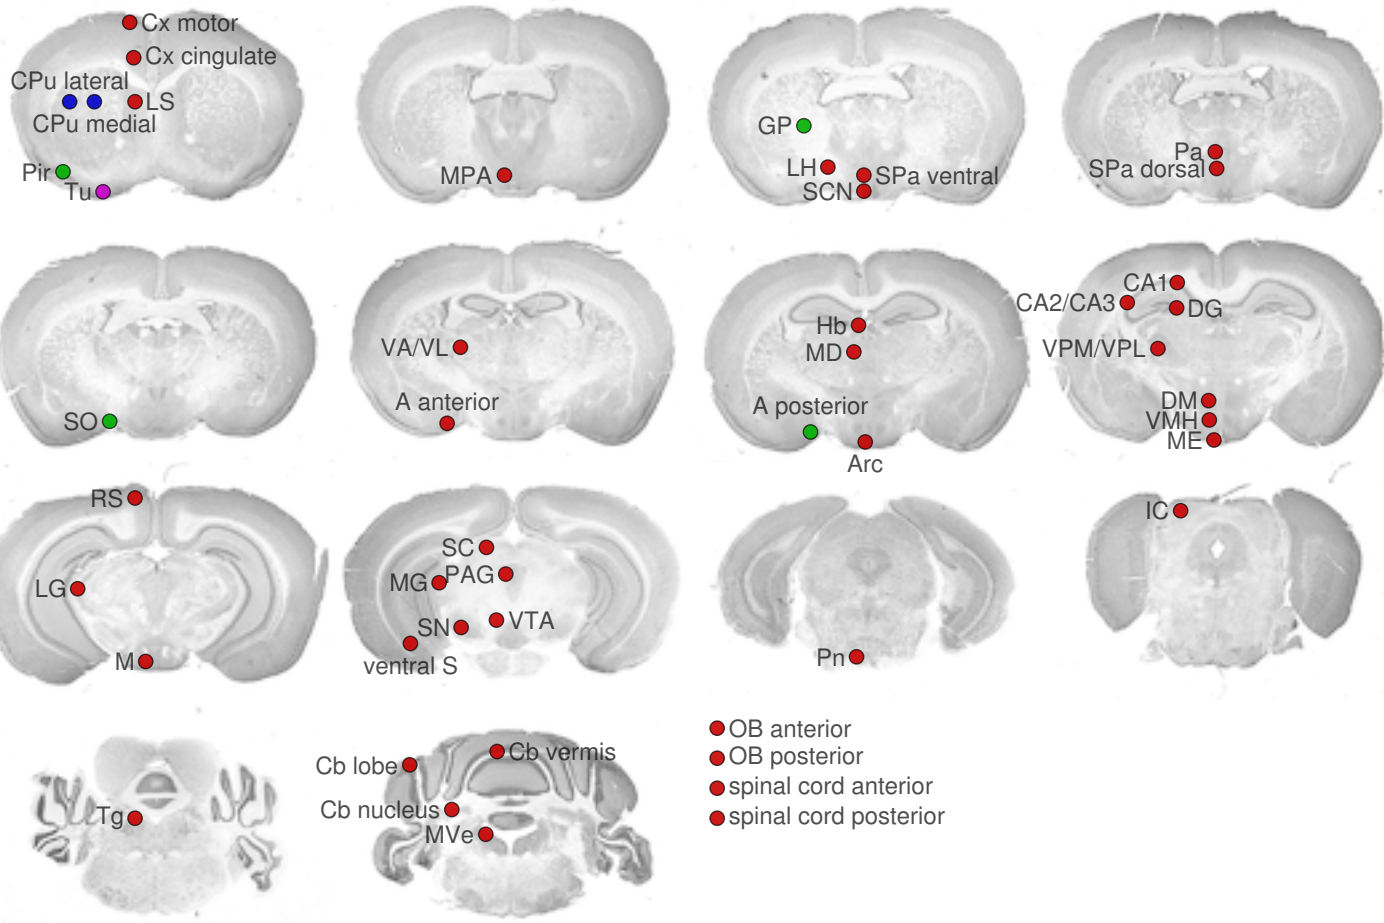 Cx motor
Cx cingulate
CPu lateral
LS
CPu medial
Pir
Tu
MPA
GP
LH
SPa ventral
SCN
Pa
SPa dorsal
SO
VA/VL
A anterior
Hb
MD
A posterior
Arc
CA1
CA2/CA3
DG
VPM/VPL
DM
VMH
ME
RS
LG
M
SC
MG
PAG
SN
VTA
ventral S
Pn
IC
Tg
Cb vermis
Cb lobe
Cb nucleus
MVe
OB anterior
OB posterior
spinal cord anterior
spinal cord posterior